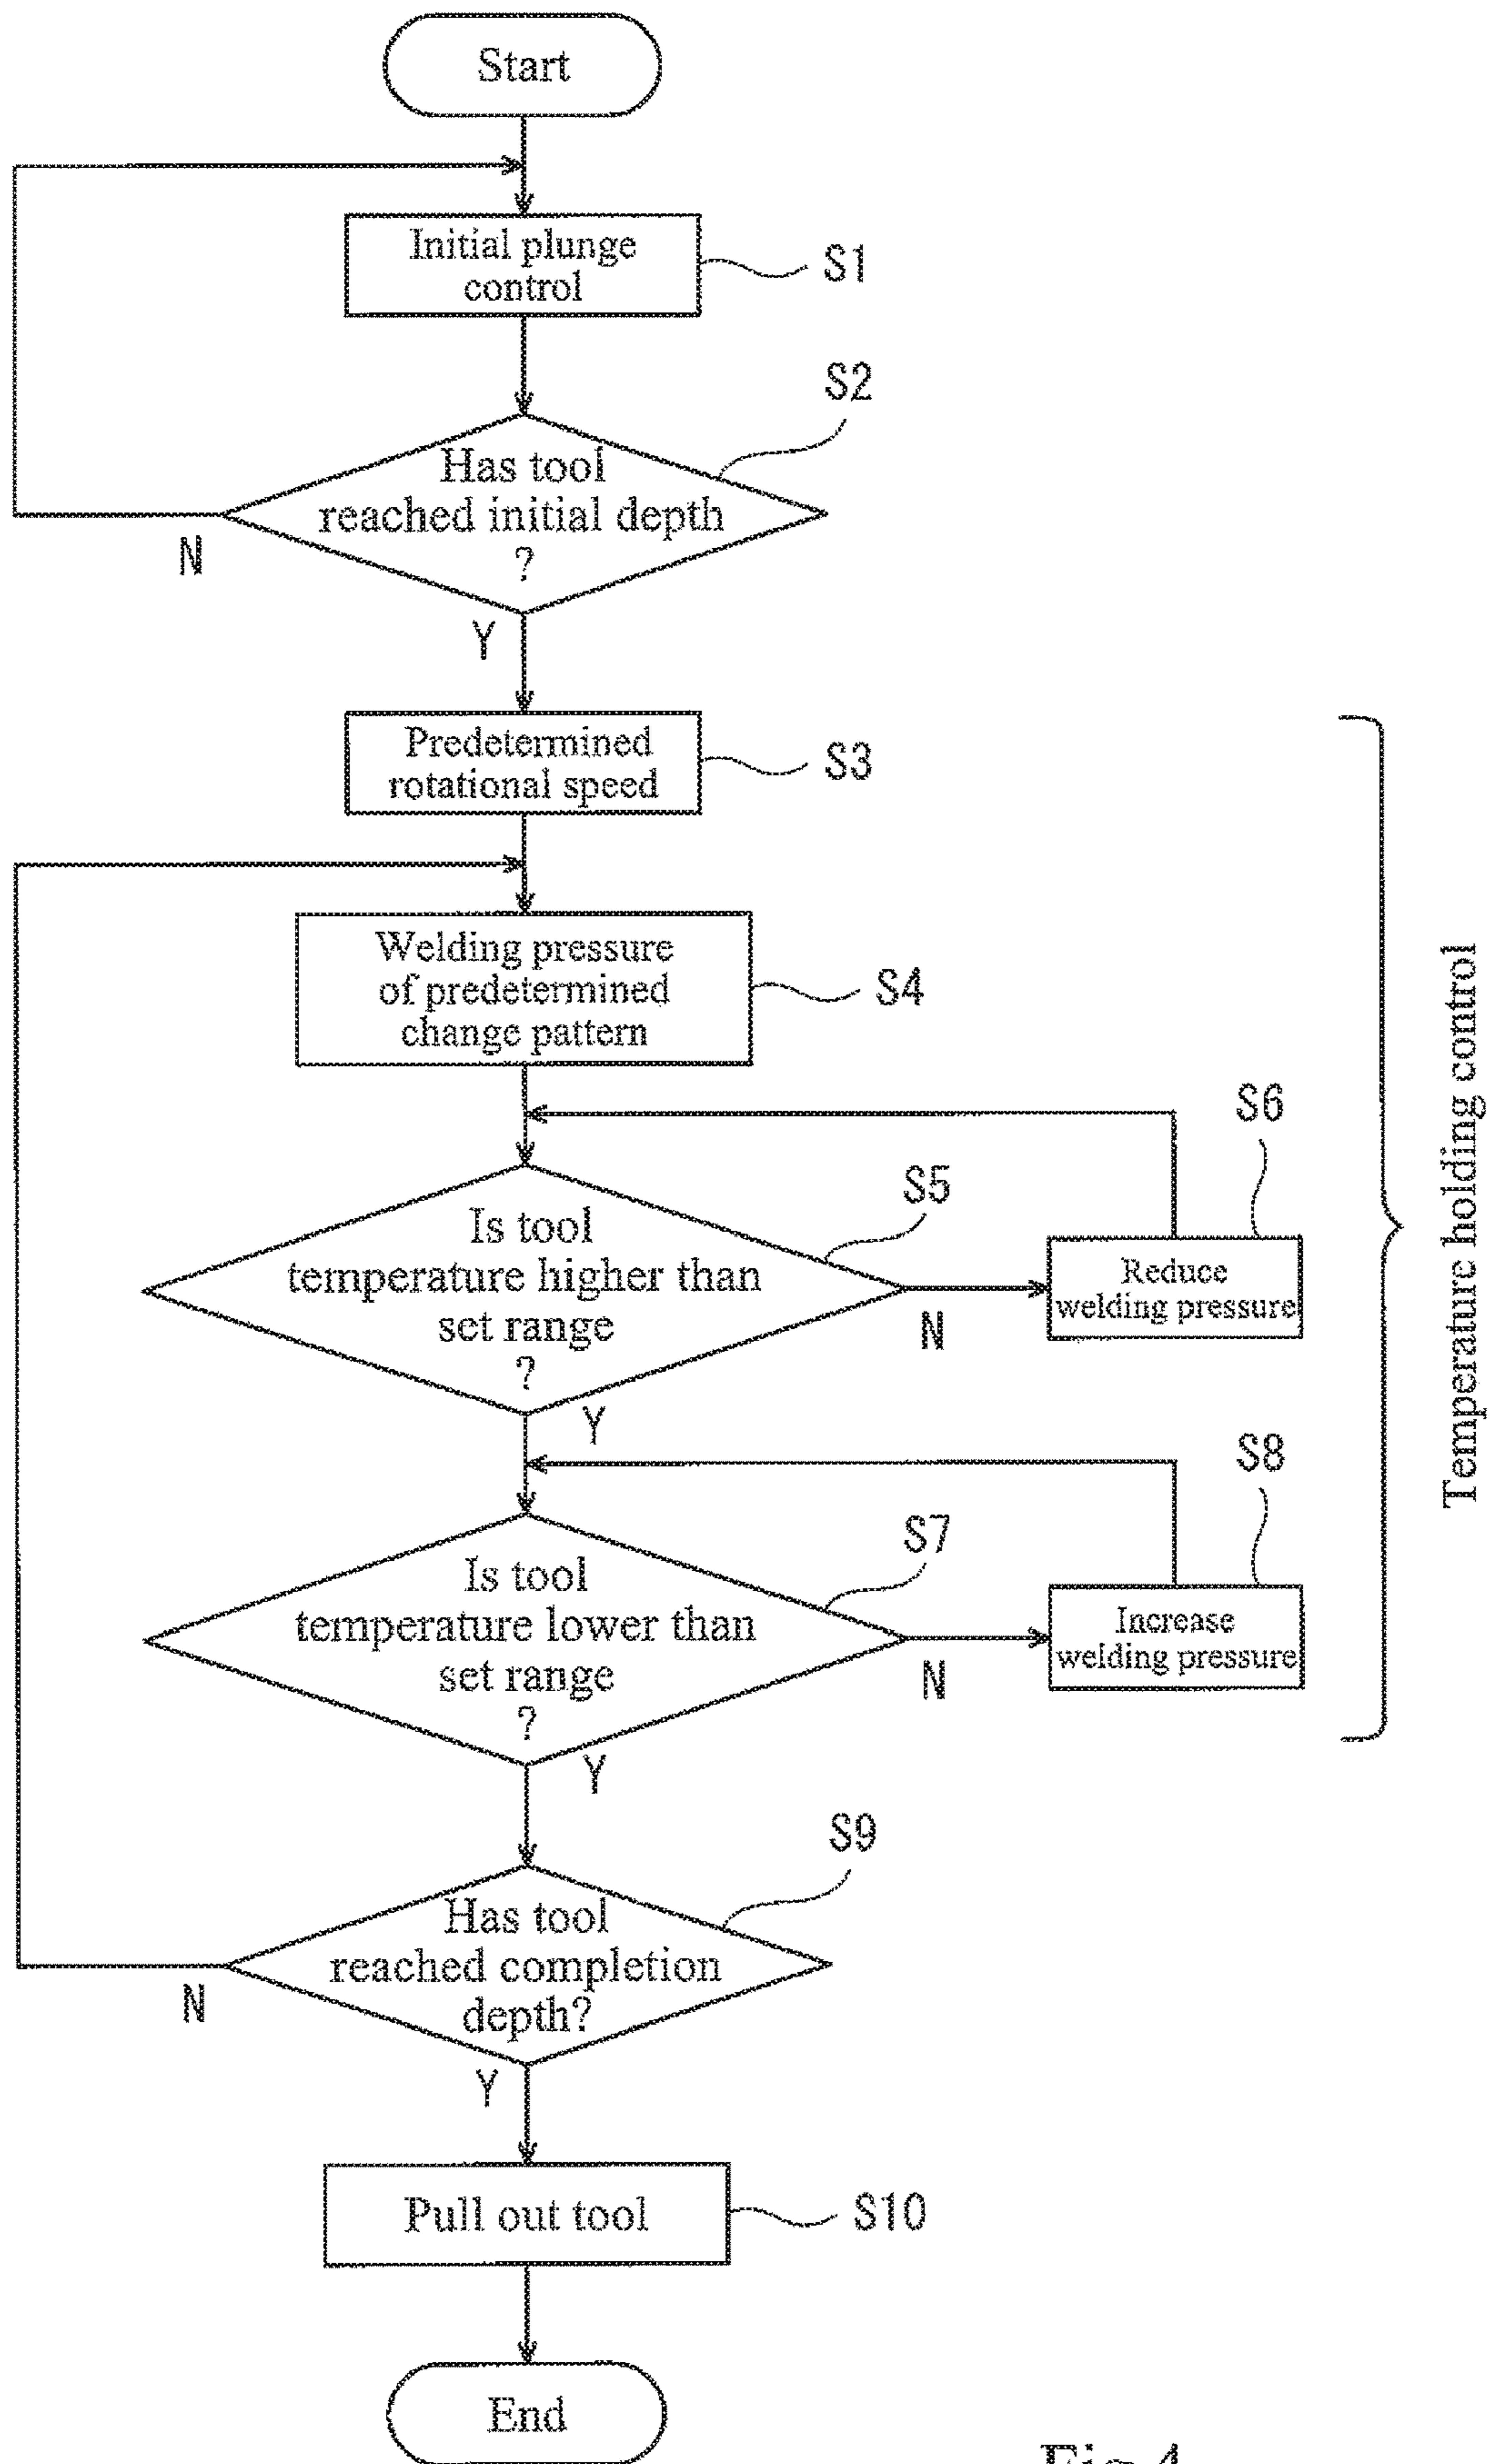 Start
Initial plunge
control
S1
S2
Has tool
reached initial depth
?
N
Y
Predetermined
rotational speed
S3
Welding pressure
of predetermined
change pattern
S4
S6
S5
Is tool
temperature higher than
set range
?
Reduce
welding pressure
N
Y
S8
S7
Is tool
temperature lower than
set range
?
Increase
welding pressure
N
Y
Temperature holding control
S9
Has tool
reached completion
depth?
N
Y
Pull out tool
S10
End